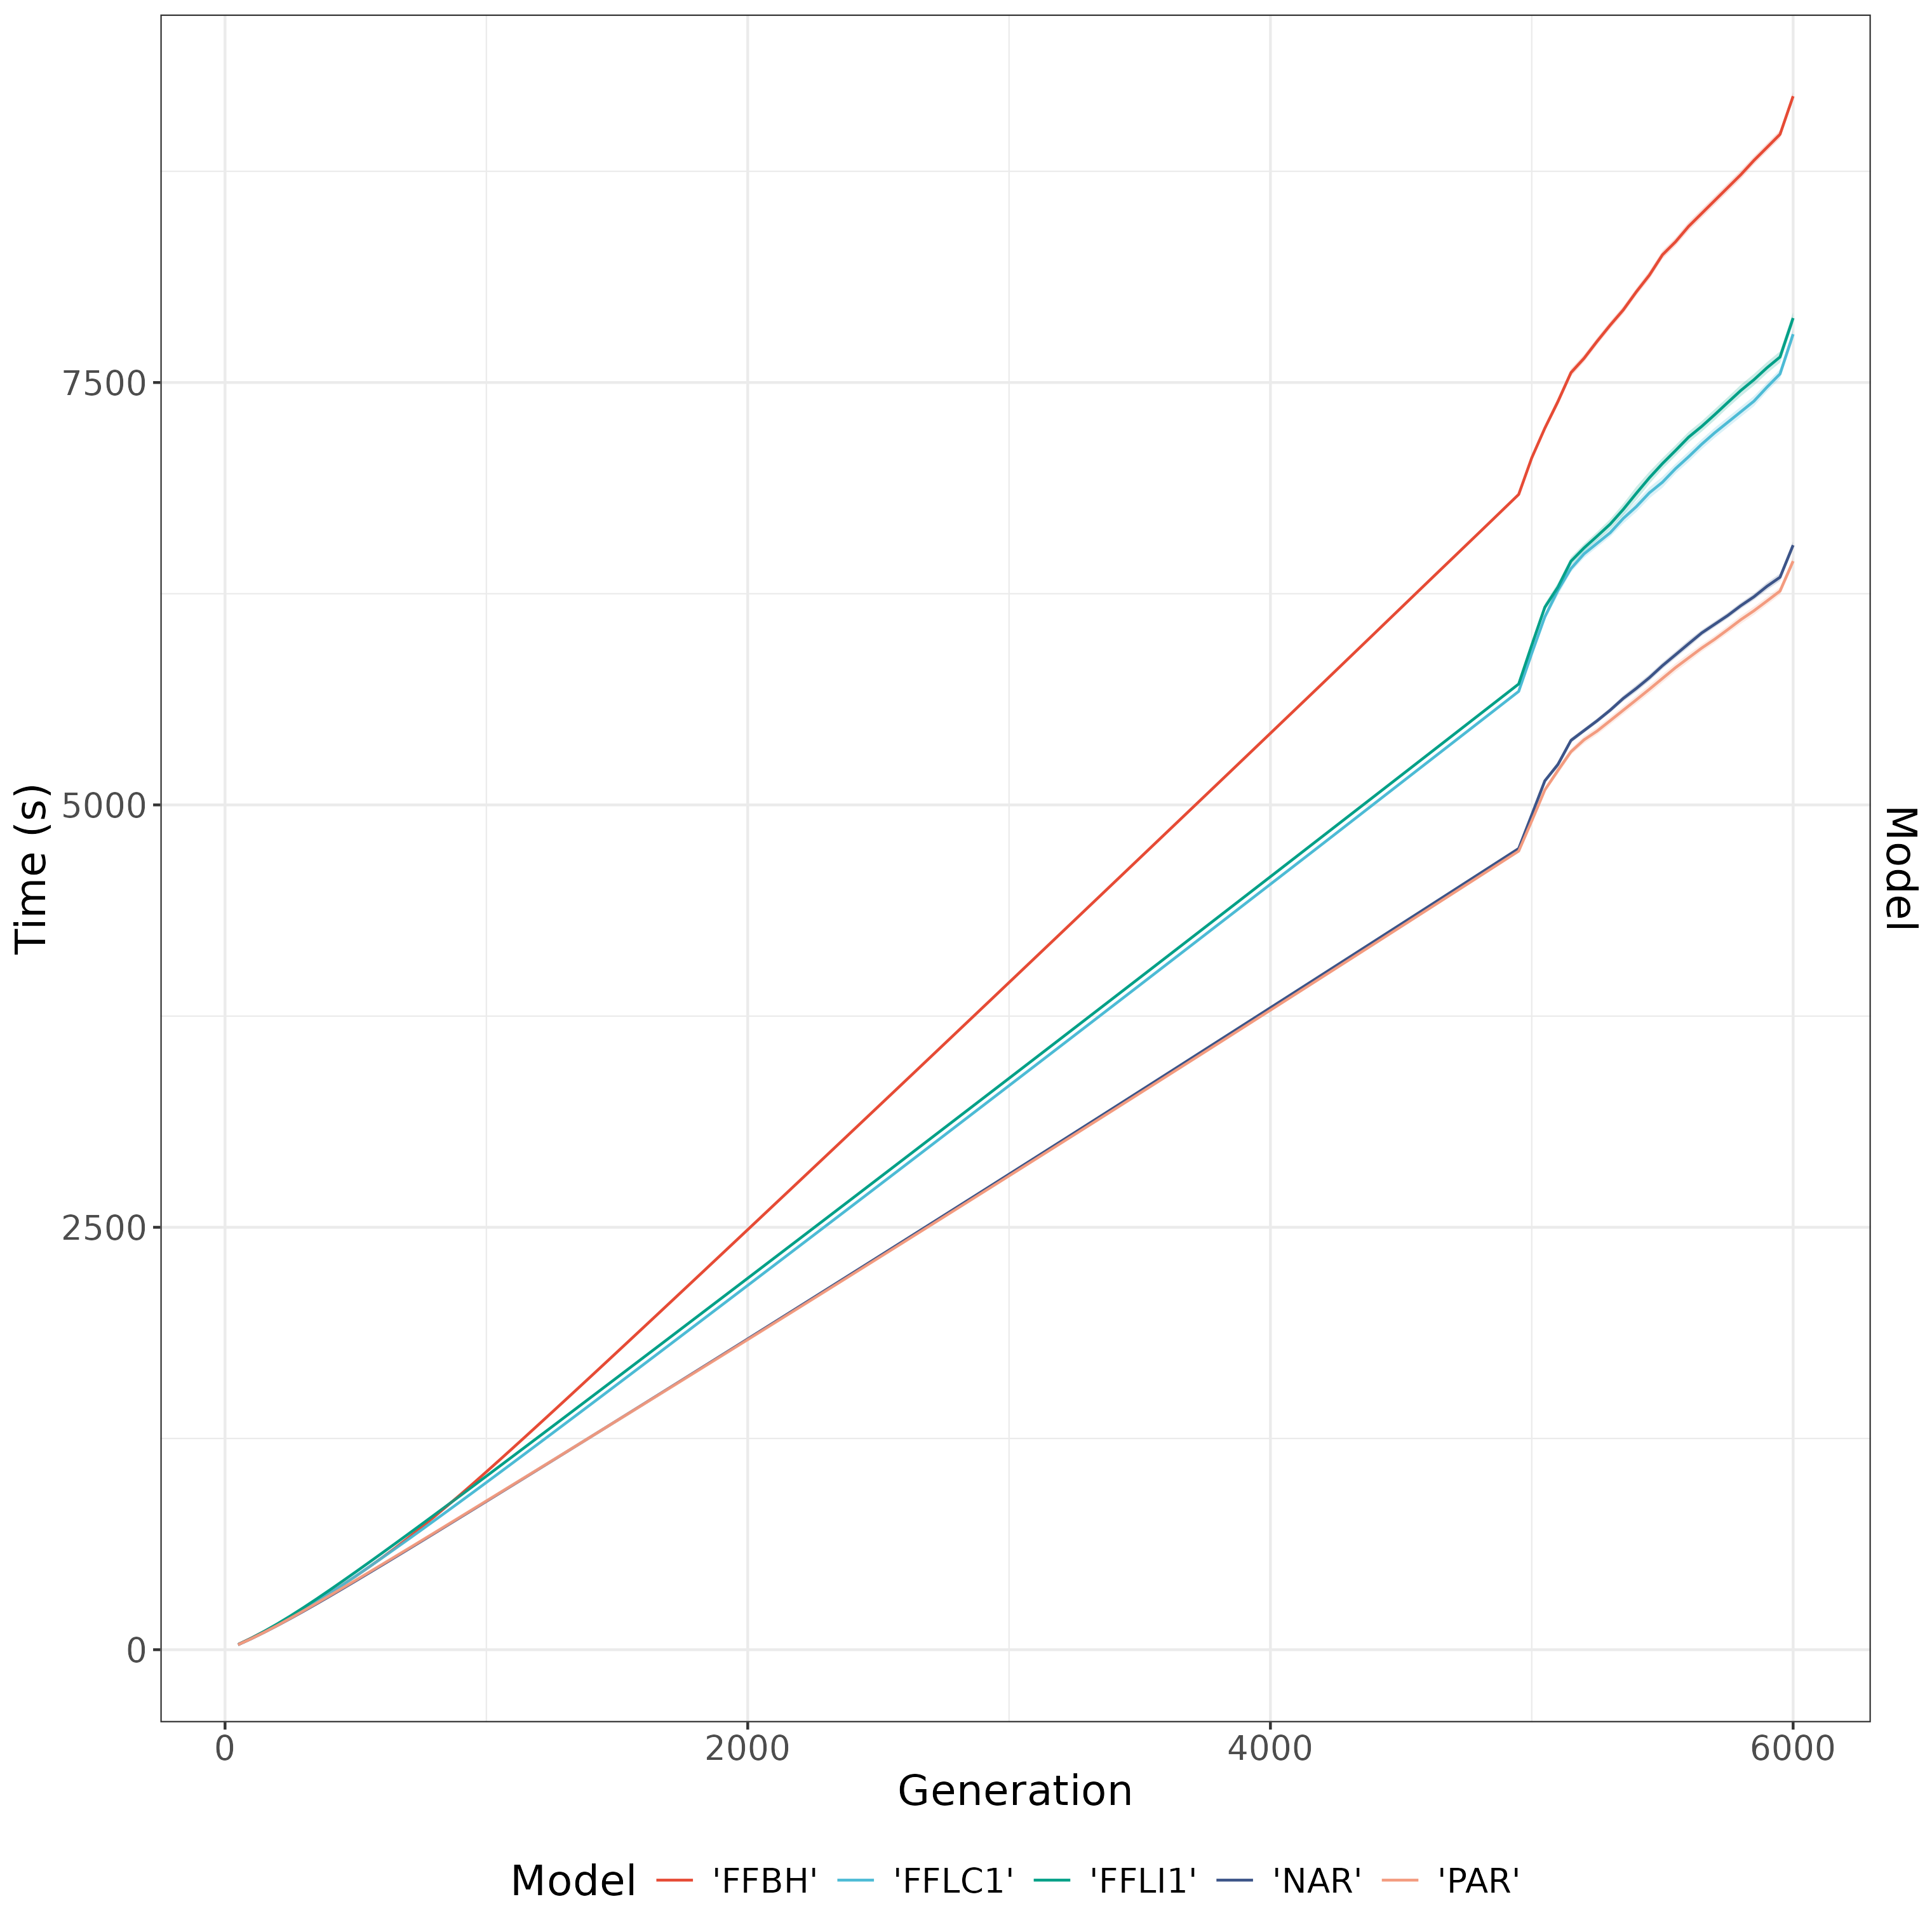 Time (s)
7500
5000
2500
0
Model
0 2000 4000 6000
Generation
Model 'FFBH' 'FFLC1' 'FFLI1' 'NAR' 'PAR'